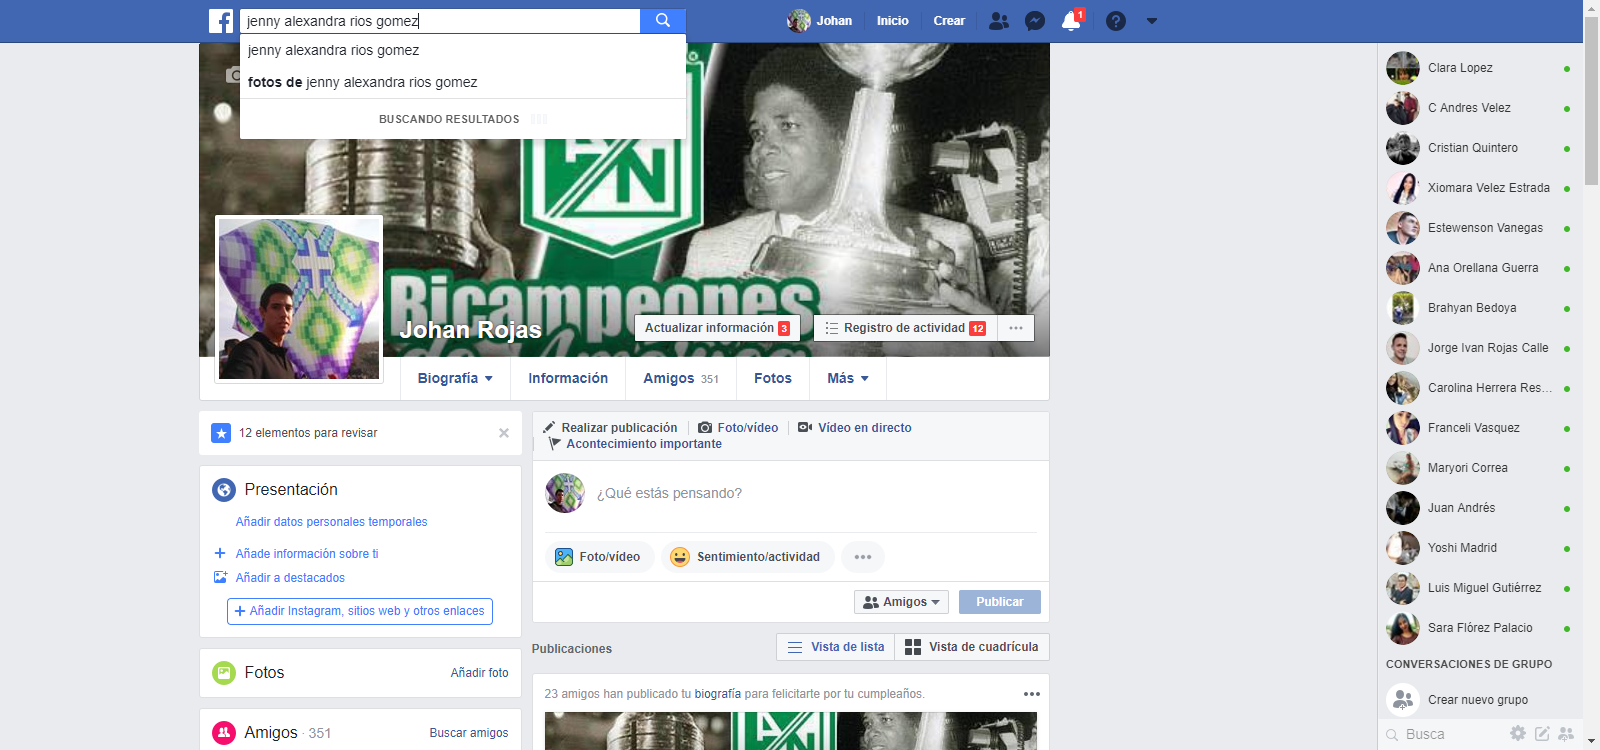 jenny alexandra rios gomez
Johan
Inicio
Crear
1
jenny alexandra rios gomez
fotos de jenny alexandra rios gomez
BUSCANDO RESULTADOS
Bicampeones
de América
Johan Rojas
Actualizar información 3
Registro de actividad 12
Biografía
Información
Amigos 351
Fotos
Más
12 elementos para revisar
Presentación
Añadir datos personales temporales
Añade información sobre ti
Añadir a destacados
+ Añadir Instagram, sitios web y otros enlaces
Fotos
Añadir foto
Amigos · 351
Buscar amigos
Realizar publicación
Foto/vídeo
Vídeo en directo
Acontecimiento importante
¿Qué estás pensando?
Foto/vídeo
Sentimiento/actividad
Amigos
Publicar
Publicaciones
Vista de lista
Vista de cuadrícula
23 amigos han publicado tu biografía para felicitarte por tu cumpleaños.
Clara Lopez
C Andres Velez
Cristian Quintero
Xiomara Velez Estrada
Estewenson Vanegas
Ana Orellana Guerra
Brahyan Bedoya
Jorge Ivan Rojas Calle
Carolina Herrera Res...
Franceli Vasquez
Maryori Correa
Juan Andrés
Yoshi Madrid
Luis Miguel Gutiérrez
Sara Flórez Palacio
CONVERSACIONES DE GRUPO
Crear nuevo grupo
Busca